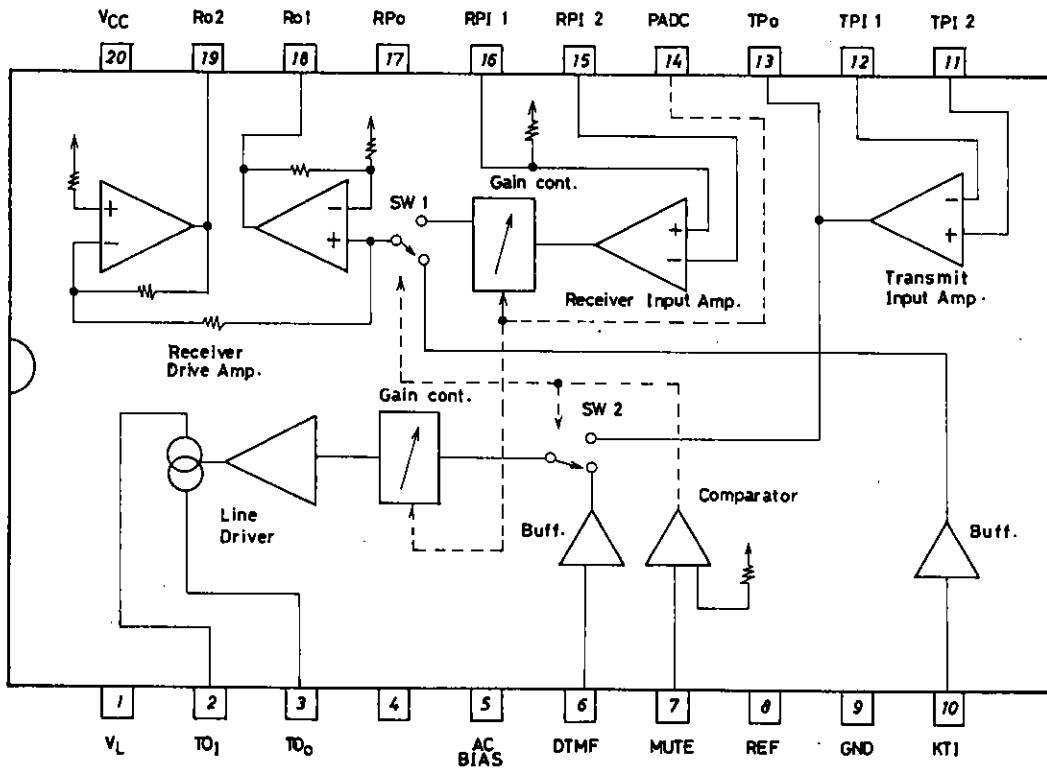 VCC Ro2 Ro1 RPo RPI 1 RPI 2 PADC TPo TPI 1 TPI 2
20 19 18 17 16 15 14 13 12 11
Gain cont.
SW 1
+
−
−
+
+
−
−
+
Receiver Input Amp.
Transmit
Input Amp.
Receiver
Drive Amp.
Gain cont.
SW 2
Line
Driver
Comparator
Buff.
Buff.
1 2 3 4 5 6 7 8 9 10
VL TO1 TOo AC
BIAS DTMF MUTE REF GND KTI